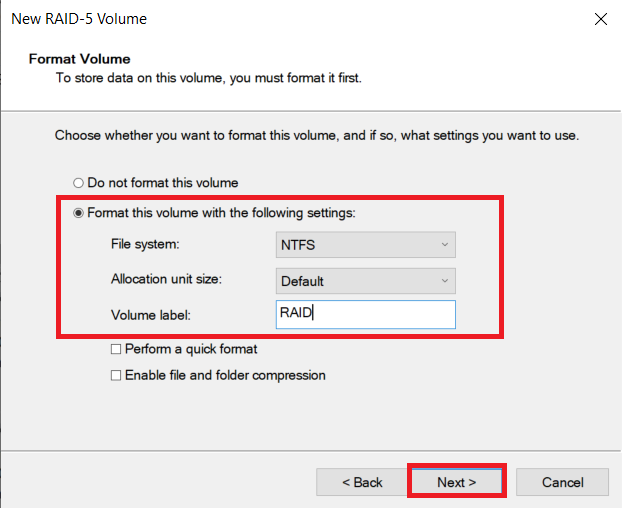 New RAID-5 Volume
Format Volume
To store data on this volume, you must format it first.
Choose whether you want to format this volume, and if so, what settings you want to use.
Do not format this volume
Format this volume with the following settings:
File system: NTFS
Allocation unit size: Default
Volume label: RAID
Perform a quick format
Enable file and folder compression
< Back Next > Cancel